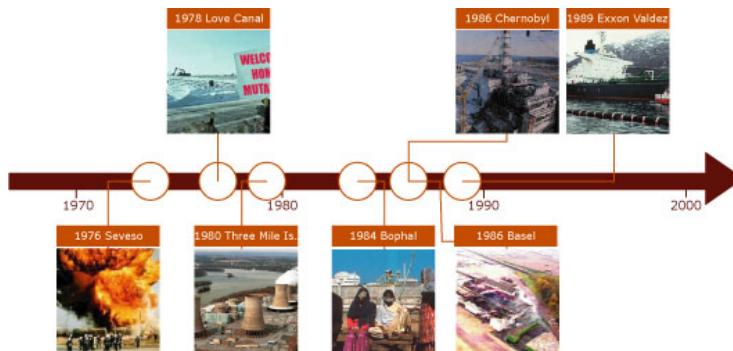 1978 Love Canal
1986 Chernobyl
1989 Exxon Valdez
WELCO
HOM
MUTA
1970
1980
1990
2000
1976 Seveso
1980 Three Mile Is..
1984 Bophal
1986 Basel